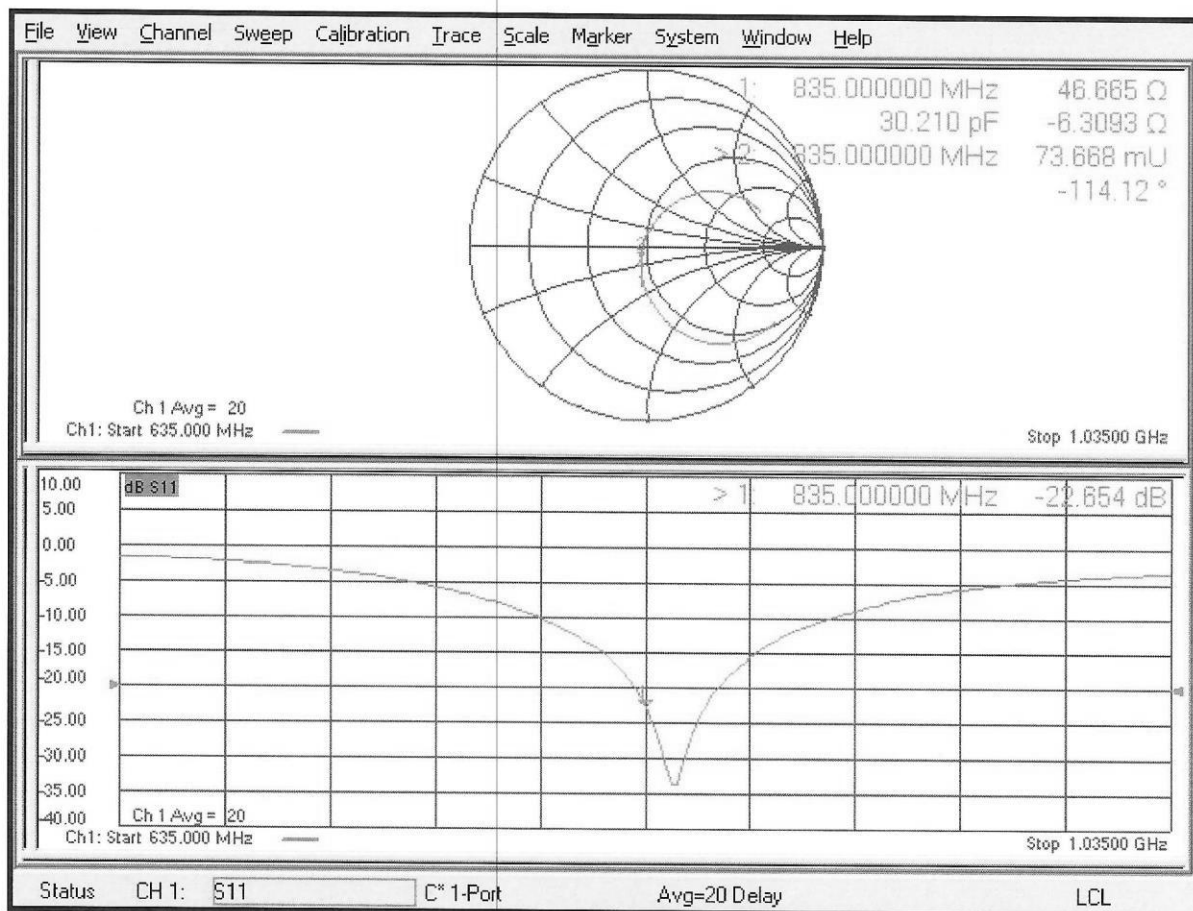 File View Channel Sweep Calibration Trace Scale Marker System Window Help
1: 835.000000 MHz 46.665 Ω
30.210 pF -6.3093 Ω
> 2: 835.000000 MHz 73.668 mU
-114.12 °
Ch 1 Avg = 20
Ch1: Start 635.000 MHz
Stop 1.03500 GHz
10.00
dB S11
> 1: 835.000000 MHz -22.654 dB
5.00
0.00
-5.00
-10.00
-15.00
-20.00
-25.00
-30.00
-35.00
-40.00
Ch 1 Avg = 20
Ch1: Start 635.000 MHz
Stop 1.03500 GHz
Status CH 1: S11 C* 1-Port Avg=20 Delay LCL